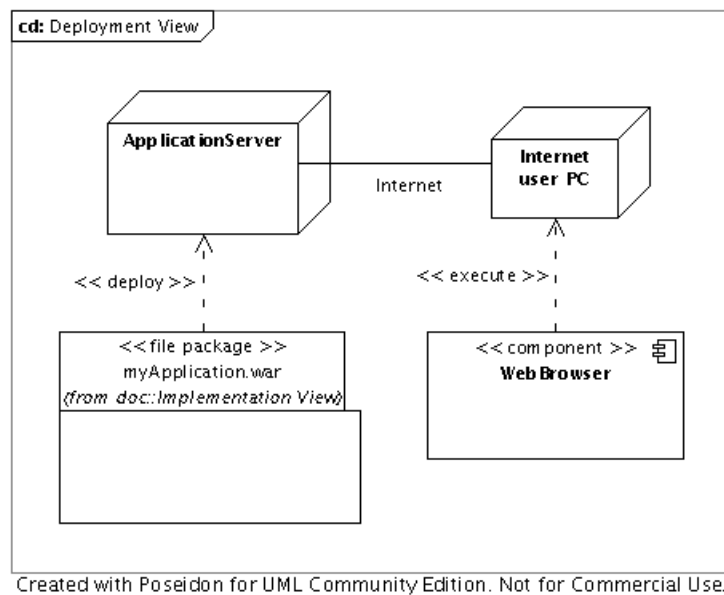 cd: Deployment View
ApplicationServer
Internet
user PC
Internet
<< deploy >>
<< execute >>
<< file package >>
myApplication.war
(from doc::Implementation View)
<< component >>
WebBrowser
Created with Poseidon for UML Community Edition. Not for Commercial Use.